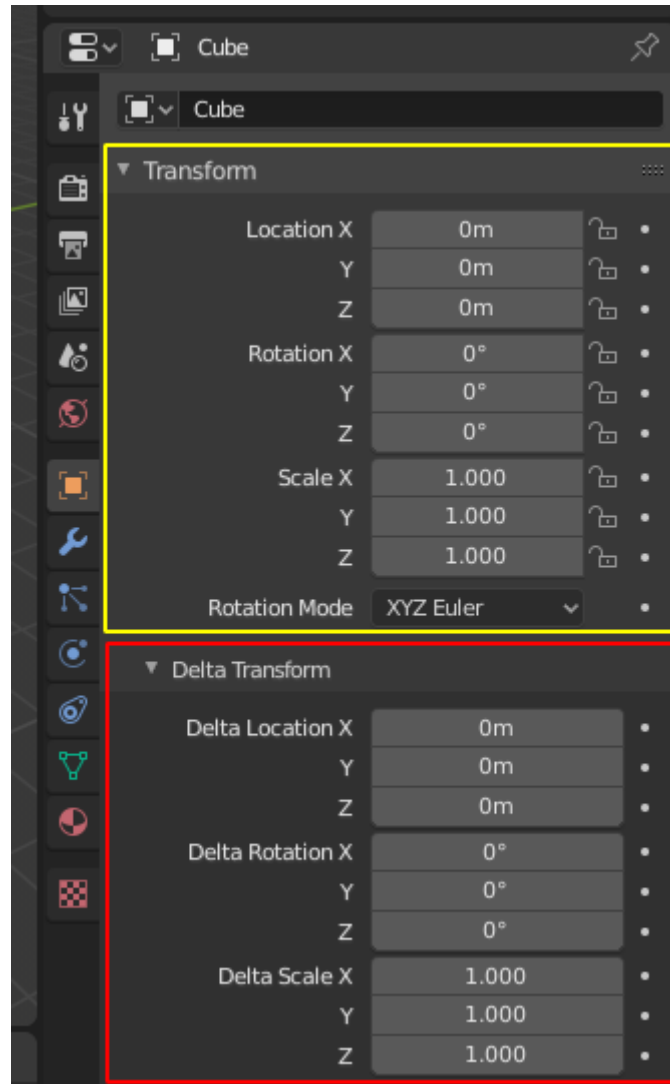 Cube
Cube
Transform
Location X 0m
Y 0m
Z 0m
Rotation X 0°
Y 0°
Z 0°
Scale X 1.000
Y 1.000
Z 1.000
Rotation Mode XYZ Euler
Delta Transform
Delta Location X 0m
Y 0m
Z 0m
Delta Rotation X 0°
Y 0°
Z 0°
Delta Scale X 1.000
Y 1.000
Z 1.000